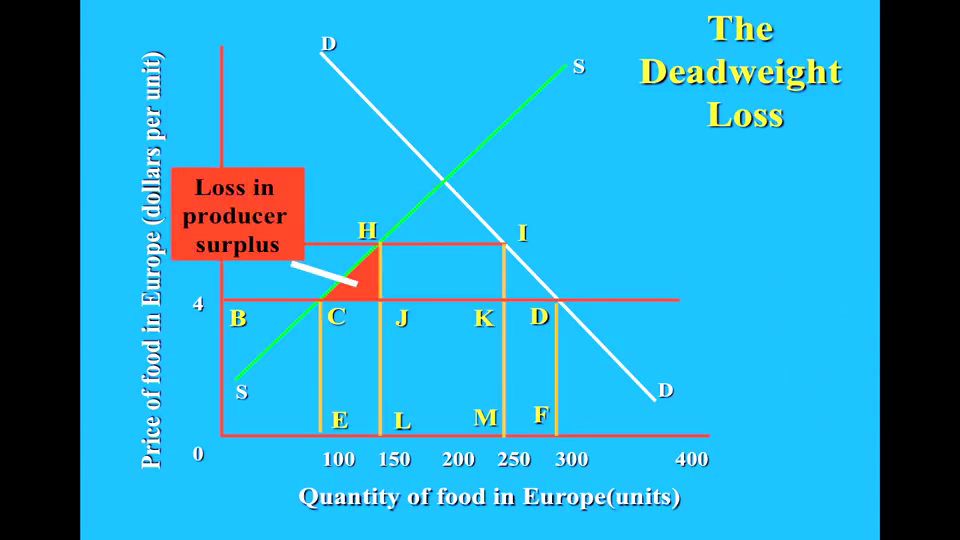 The
Deadweight
Loss
D
S
Price of food in Europe (dollars per unit)
Loss in
producer
surplus
H
I
4
B
C
J
K
D
S
D
E
L
M
F
0
100
150
200
250
300
400
Quantity of food in Europe(units)